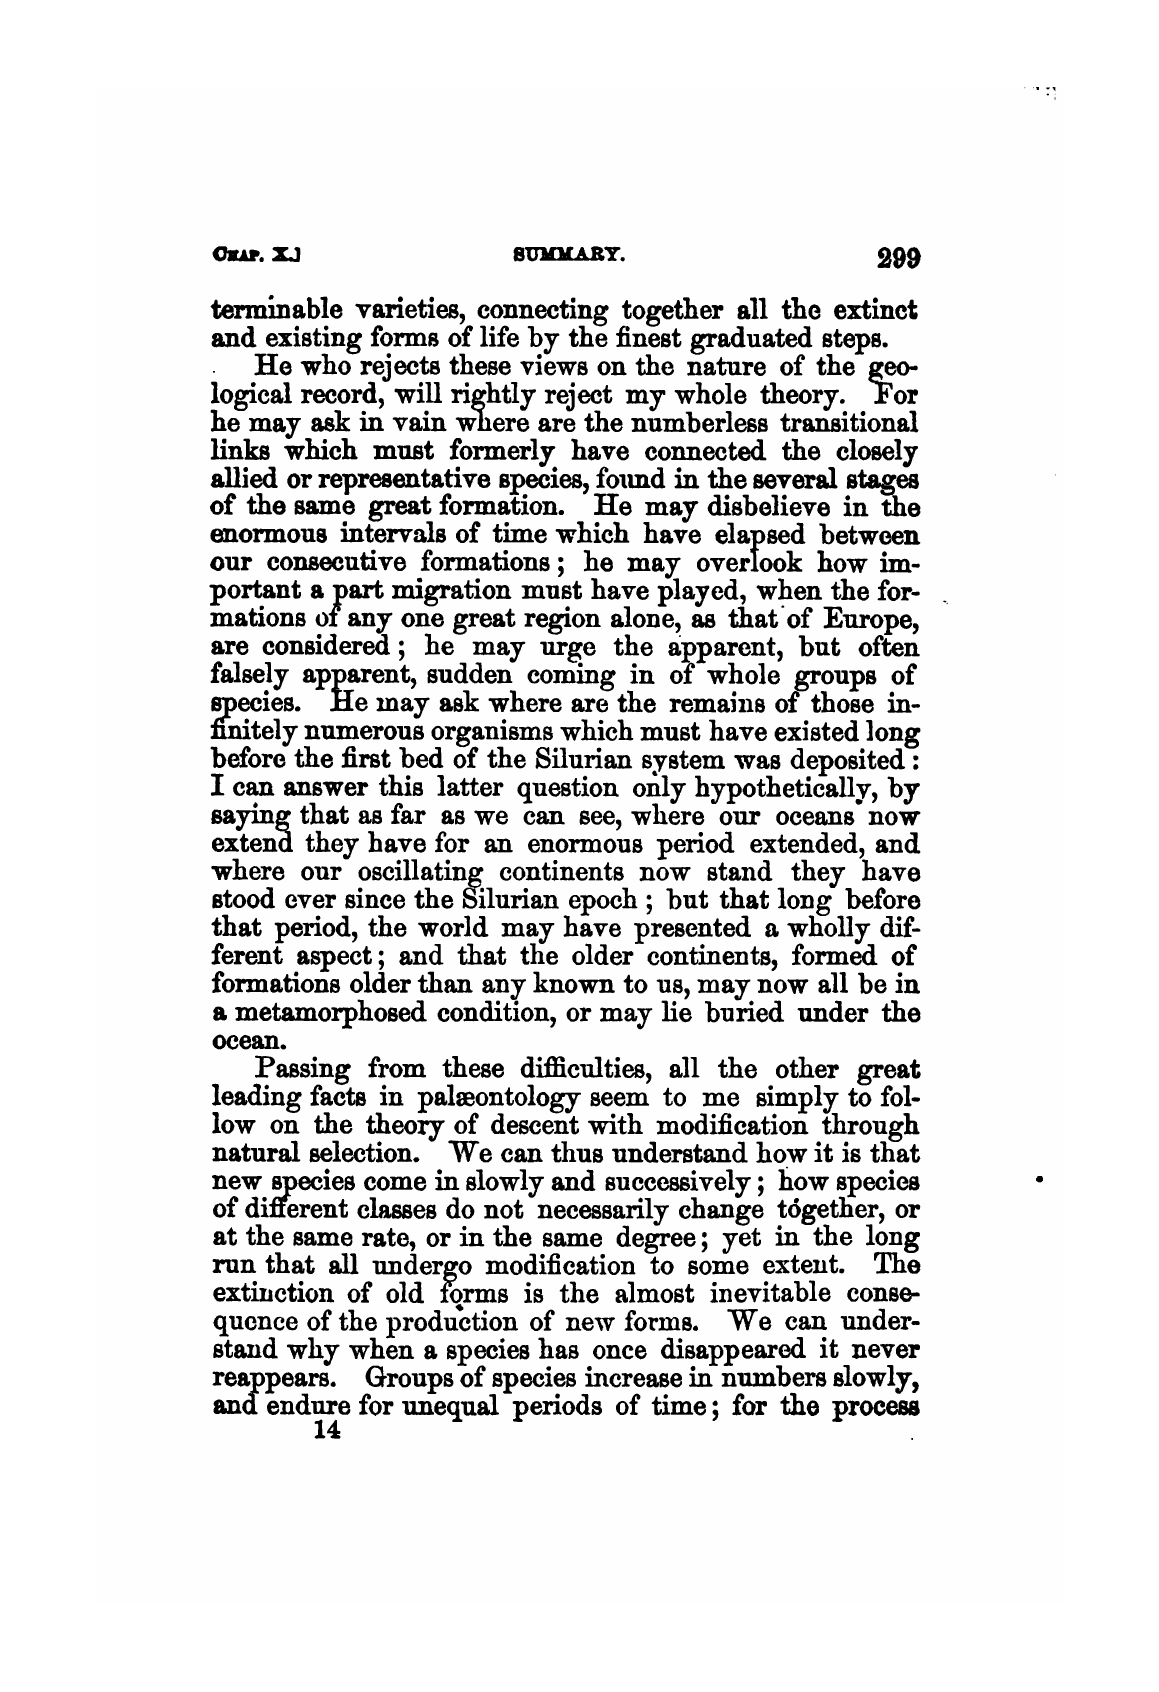 CHAP. X.] SUMMARY. 299
terminable varieties, connecting together all the extinct
and existing forms of life by the finest graduated steps.
He who rejects these views on the nature of the geo-
logical record, will rightly reject my whole theory. For
he may ask in vain where are the numberless transitional
links which must formerly have connected the closely
allied or representative species, found in the several stages
of the same great formation. He may disbelieve in the
enormous intervals of time which have elapsed between
our consecutive formations; he may overlook how im-
portant a part migration must have played, when the for-
mations of any one great region alone, as that of Europe,
are considered; he may urge the apparent, but often
falsely apparent, sudden coming in of whole groups of
species. He may ask where are the remains of those in-
finitely numerous organisms which must have existed long
before the first bed of the Silurian system was deposited:
I can answer this latter question only hypothetically, by
saying that as far as we can see, where our oceans now
extend they have for an enormous period extended, and
where our oscillating continents now stand they have
stood ever since the Silurian epoch; but that long before
that period, the world may have presented a wholly dif-
ferent aspect; and that the older continents, formed of
formations older than any known to us, may now all be in
a metamorphosed condition, or may lie buried under the
ocean.
Passing from these difficulties, all the other great
leading facts in palæontology seem to me simply to fol-
low on the theory of descent with modification through
natural selection. We can thus understand how it is that
new species come in slowly and successively; how species
of different classes do not necessarily change together, or
at the same rate, or in the same degree; yet in the long
run that all undergo modification to some extent. The
extinction of old forms is the almost inevitable conse-
quence of the production of new forms. We can under-
stand why when a species has once disappeared it never
reappears. Groups of species increase in numbers slowly,
and endure for unequal periods of time; for the process
14